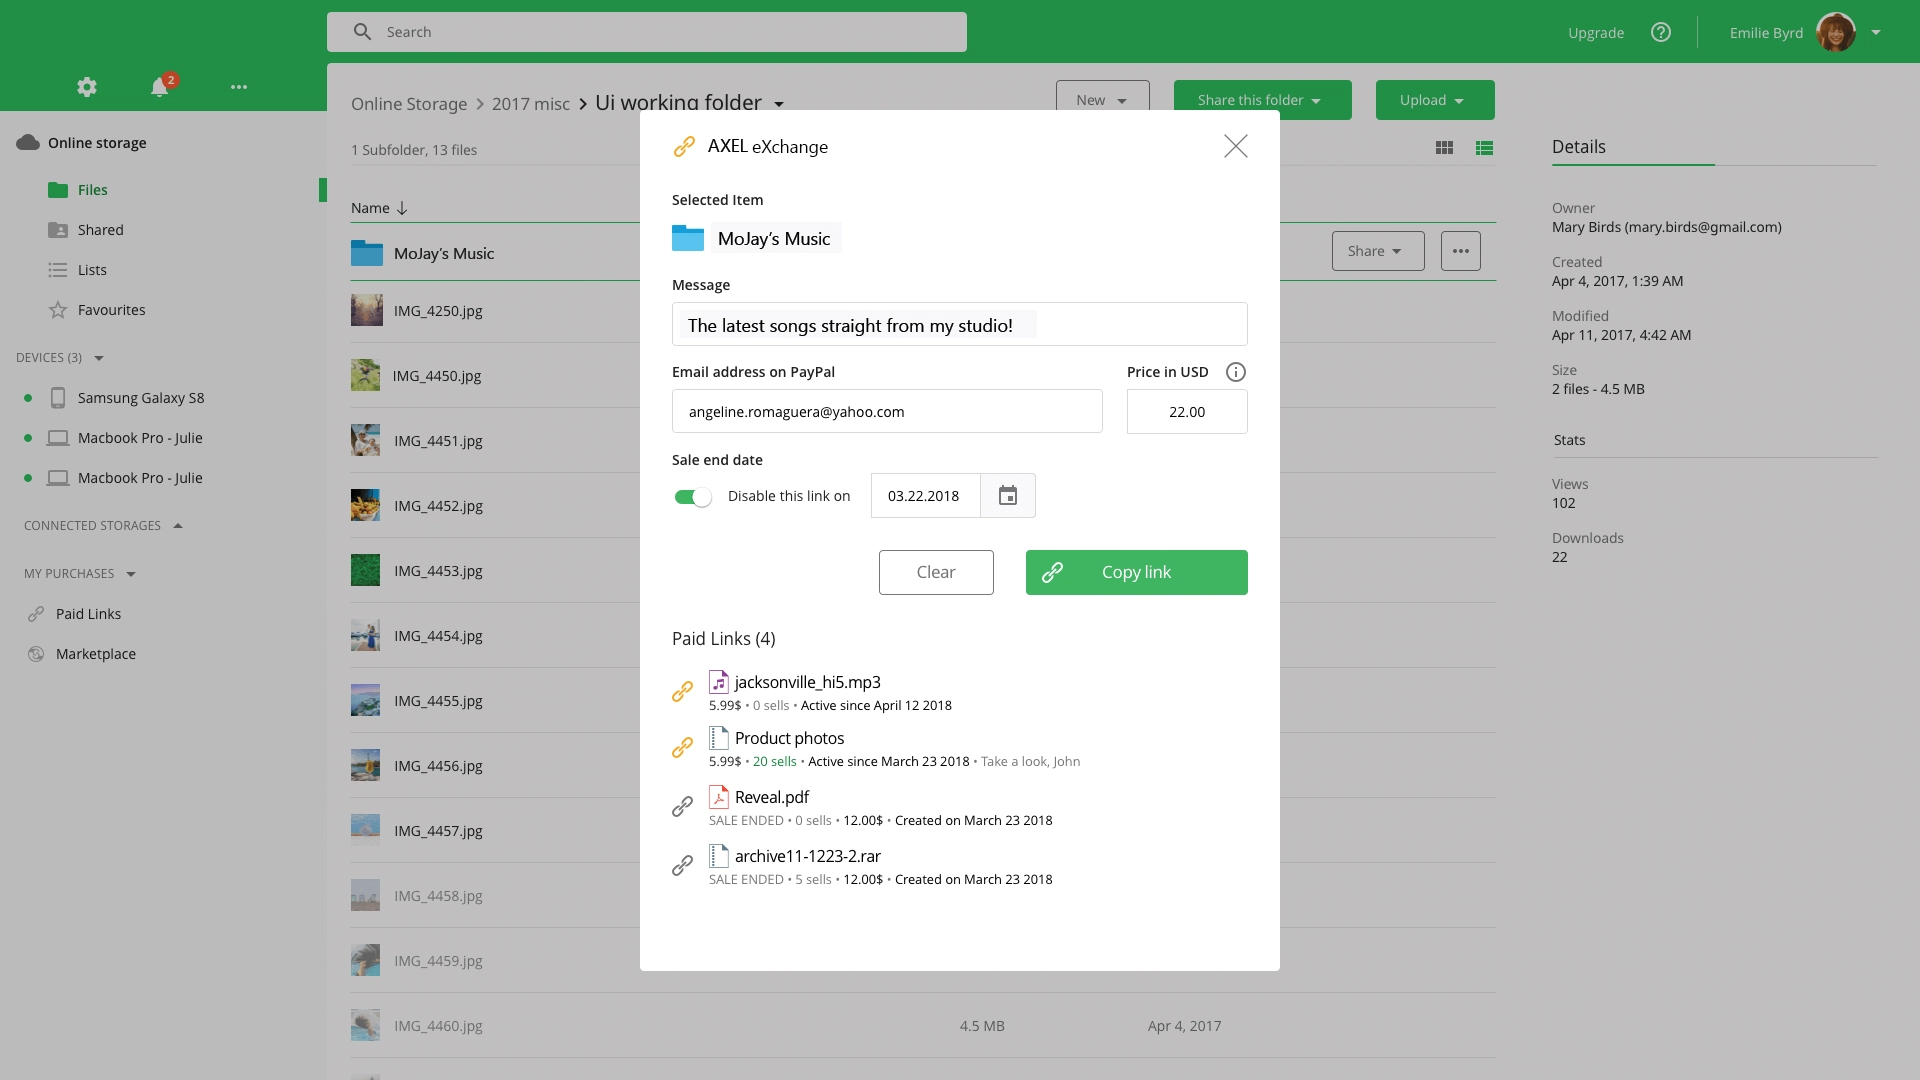 Search
Upgrade
Emilie Byrd
2
Online Storage 2017 misc Ui working folder
New
Share this folder
Upload
1 Subfolder, 13 files
Online storage
Files
Shared
Lists
Favourites
DEVICES (3)
Samsung Galaxy S8
Macbook Pro - Julie
Macbook Pro - Julie
CONNECTED STORAGES
MY PURCHASES
Paid Links
Marketplace
Name
MoJay's Music
Share
IMG_4250.jpg
IMG_4450.jpg
IMG_4451.jpg
IMG_4452.jpg
IMG_4453.jpg
IMG_4454.jpg
IMG_4455.jpg
IMG_4456.jpg
IMG_4457.jpg
IMG_4458.jpg
IMG_4459.jpg
IMG_4460.jpg 4.5 MB Apr 4, 2017
AXEL eXchange
Selected Item
MoJay's Music
Message
The latest songs straight from my studio!
Email address on PayPal
Price in USD
angeline.romaguera@yahoo.com
22.00
Sale end date
Disable this link on 03.22.2018
Clear
Copy link
Paid Links (4)
jacksonville_hi5.mp3
5.99$ • 0 sells • Active since April 12 2018
Product photos
5.99$ • 20 sells • Active since March 23 2018 • Take a look, John
Reveal.pdf
SALE ENDED • 0 sells • 12.00$ • Created on March 23 2018
archive11-1223-2.rar
SALE ENDED • 5 sells • 12.00$ • Created on March 23 2018
Details
Owner
Mary Birds (mary.birds@gmail.com)
Created
Apr 4, 2017, 1:39 AM
Modified
Apr 11, 2017, 4:42 AM
Size
2 files - 4.5 MB
Stats
Views
102
Downloads
22